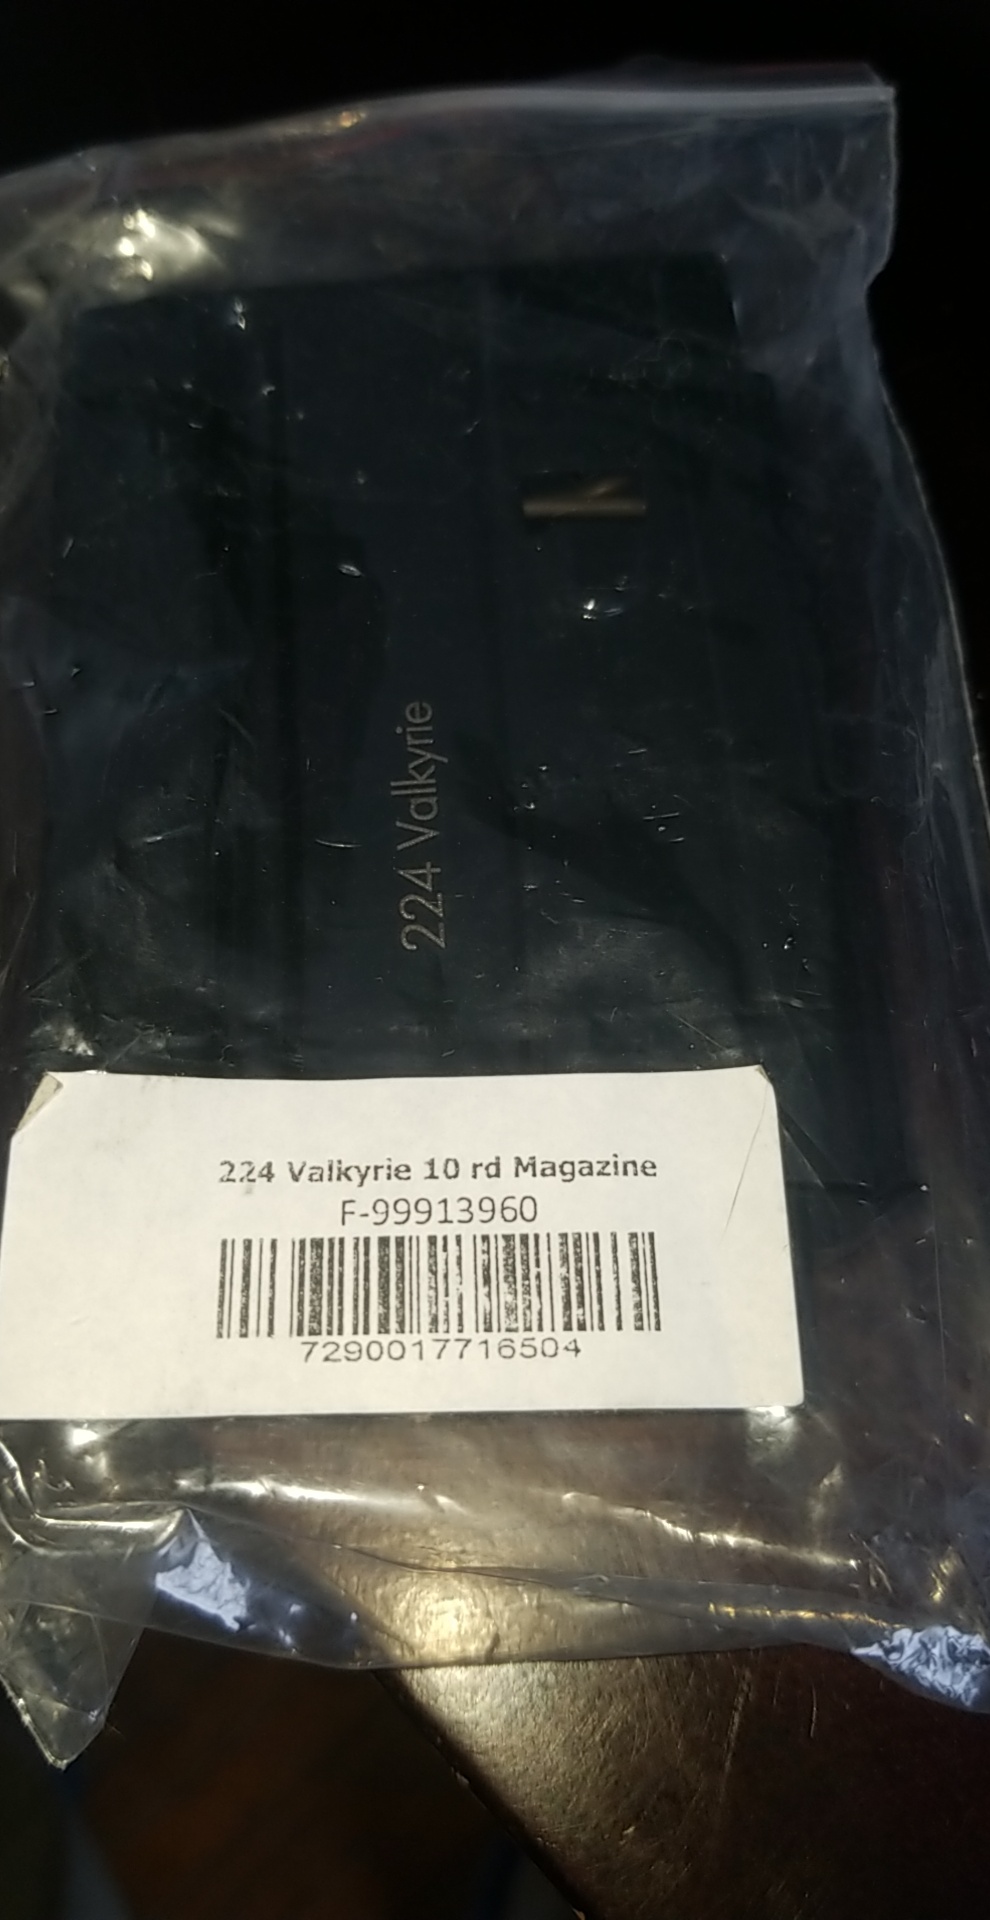 224 Valkyrie
224 Valkyrie 10 rd Magazine
F-99913960
7290017716504